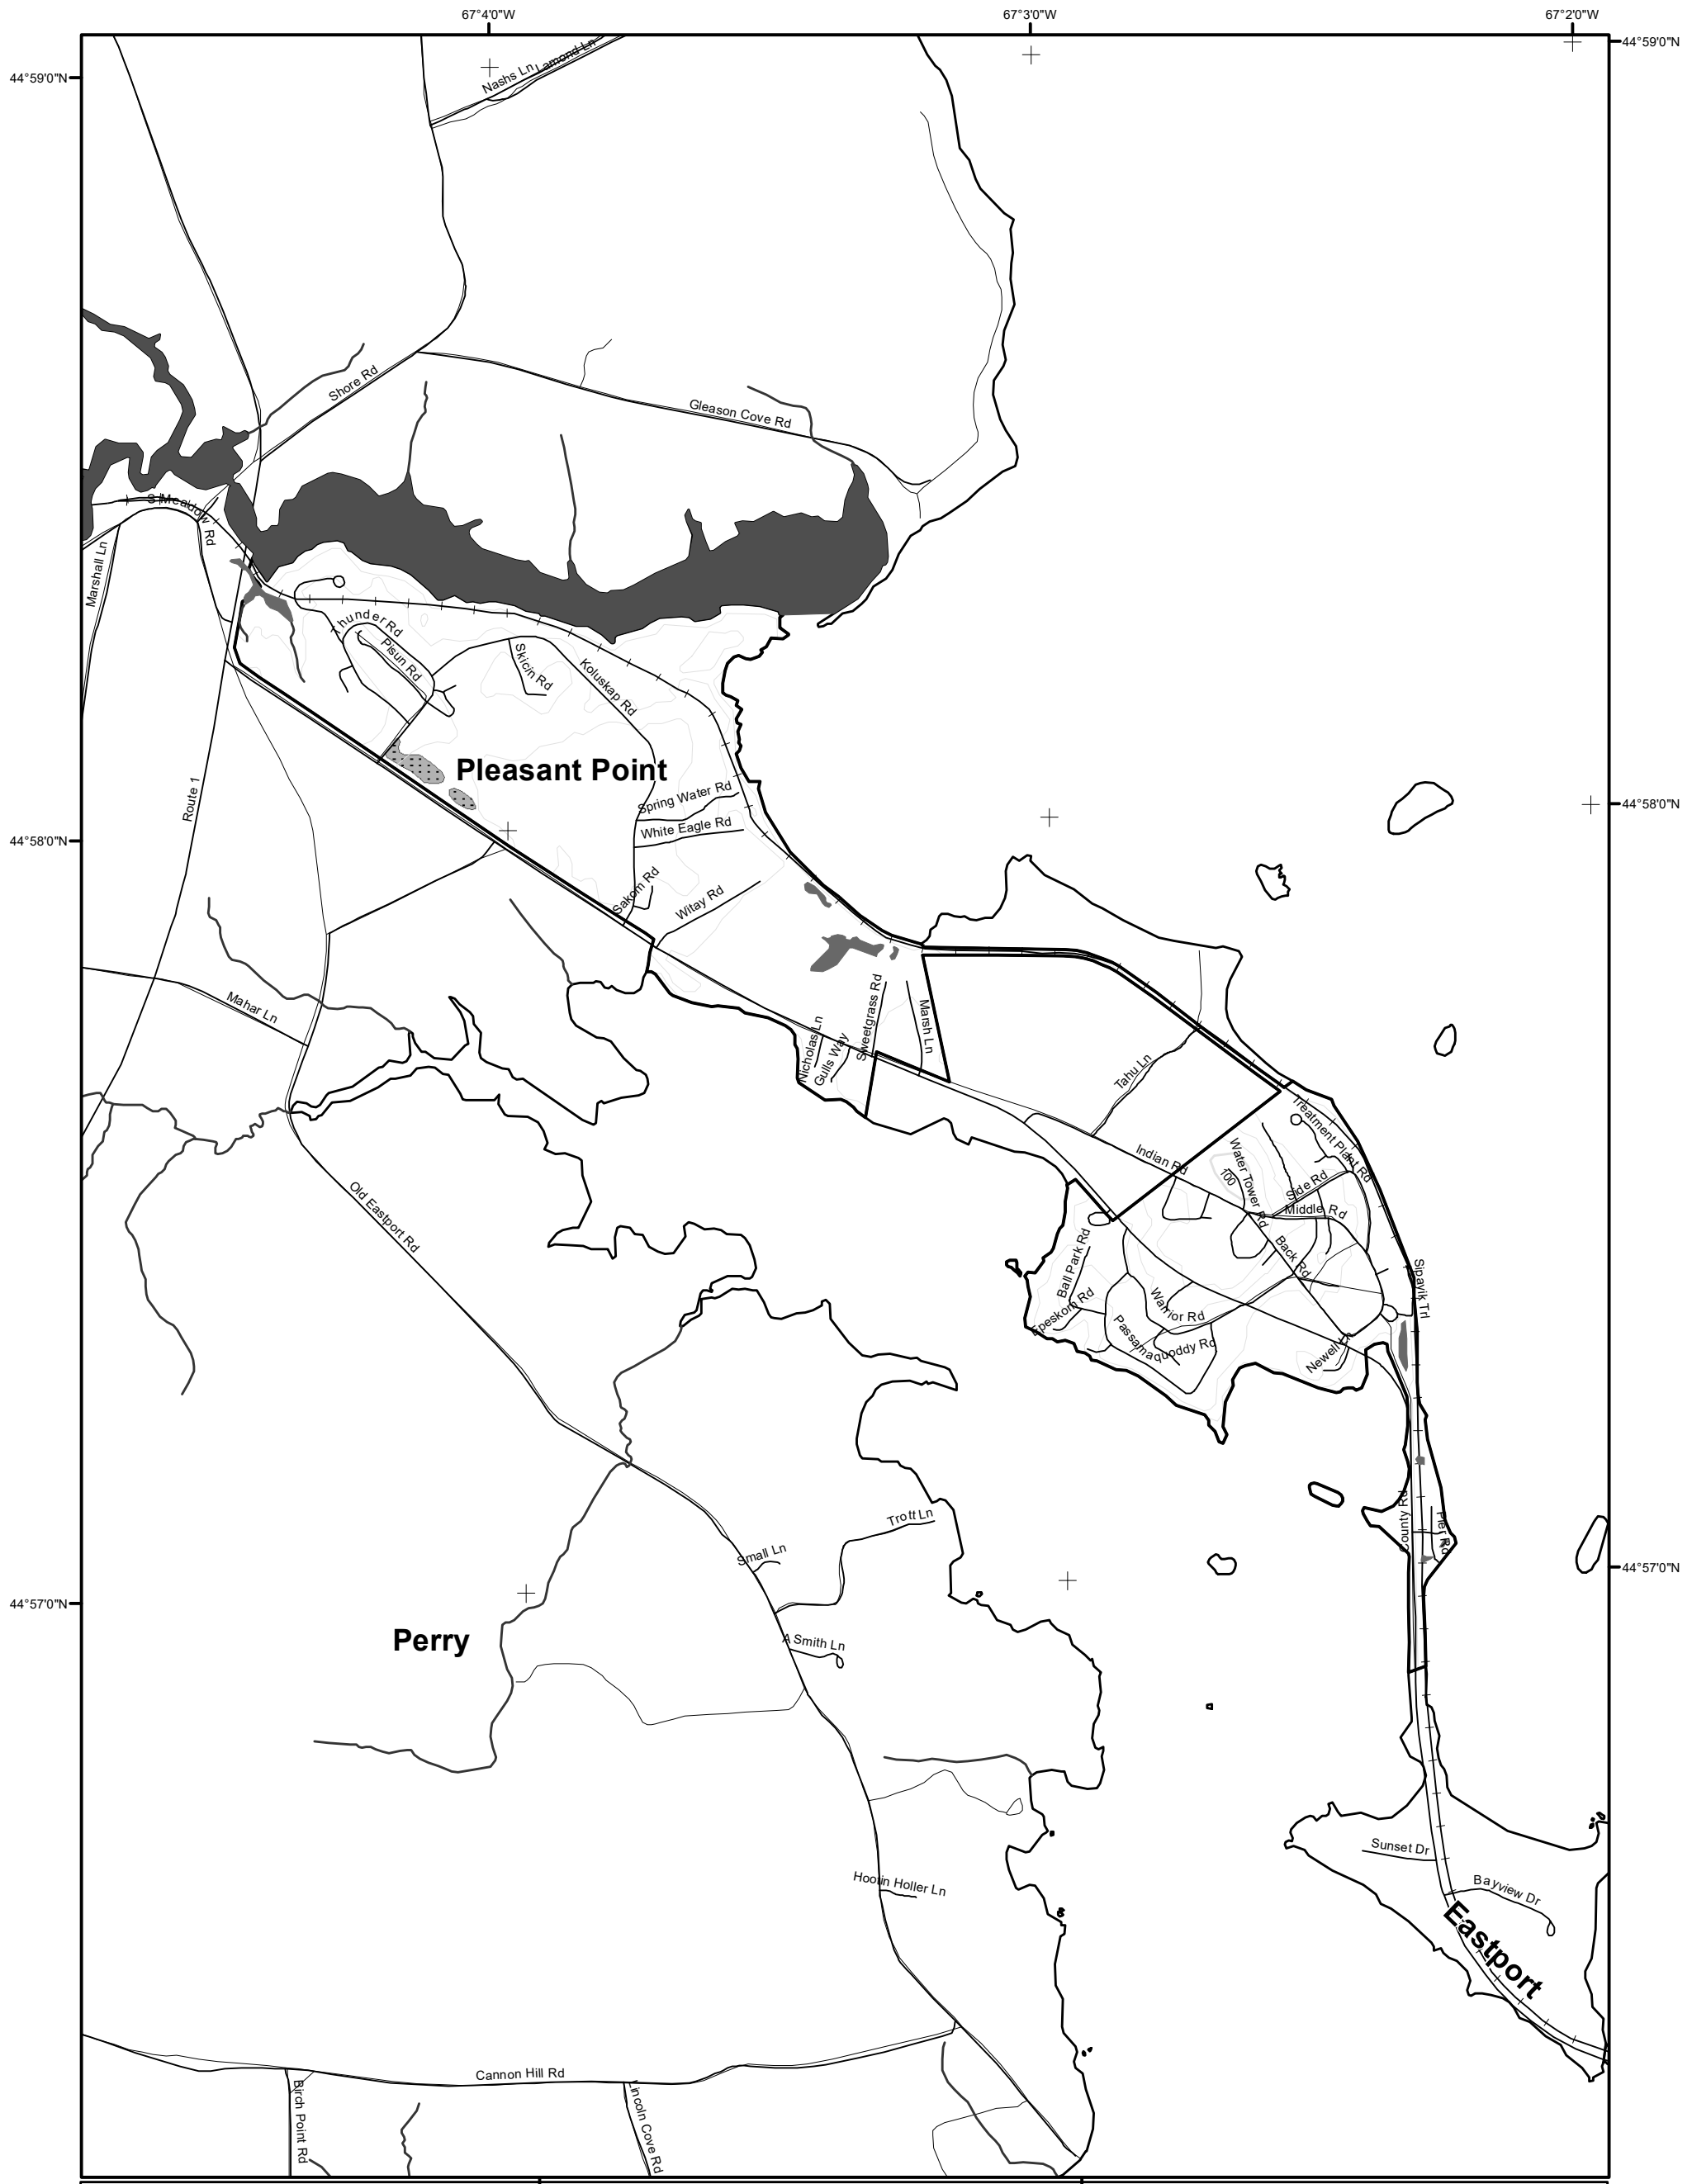 67°4'0"W
67°3'0"W
67°2'0"W
44°59'0"N
44°59'0"N
Nashs Ln
Lamond Ln
Shore Rd
Gleason Cove Rd
S Meadow Rd
Marshall Ln
Thunder Rd
Pisun Rd
Skicin Rd
Koluskap Rd
Pleasant Point
Route 1
Spring Water Rd
White Eagle Rd
44°58'0"N
44°58'0"N
Sakom Rd
Witay Rd
Mahar Ln
Nicholas Ln
Gulls Way
Sweetgrass Rd
Marsh Ln
Tahu Ln
Treatment Plant Rd
Indian Rd
Water Tower Rd
100
Side Rd
Middle Rd
Old Eastport Rd
Back Rd
Ball Park Rd
Epeskom Rd
Warrior Rd
Passamaquoddy Rd
Sipayik Trl
County Rd
Pier Rd
Trott Ln
Small Ln
44°57'0"N
44°57'0"N
Perry
A Smith Ln
Sunset Dr
Bayview Dr
Hootin Holler Ln
Eastport
Cannon Hill Rd
Birch Point Rd
Lincoln Cove Rd